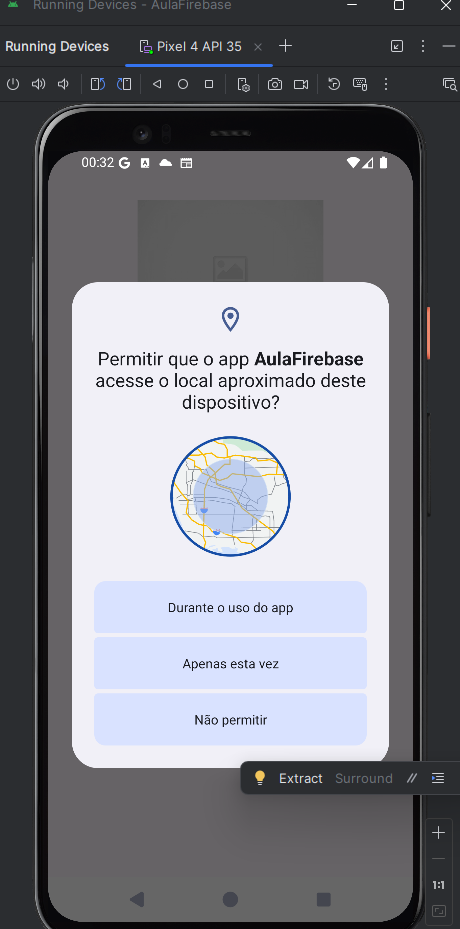 Running Devices - AulaFirebase
Running Devices
Pixel 4 API 35
00:32
Permitir que o app AulaFirebase
acesse o local aproximado deste
dispositivo?
Durante o uso do app
Apenas esta vez
Não permitir
Extract Surround //
1:1